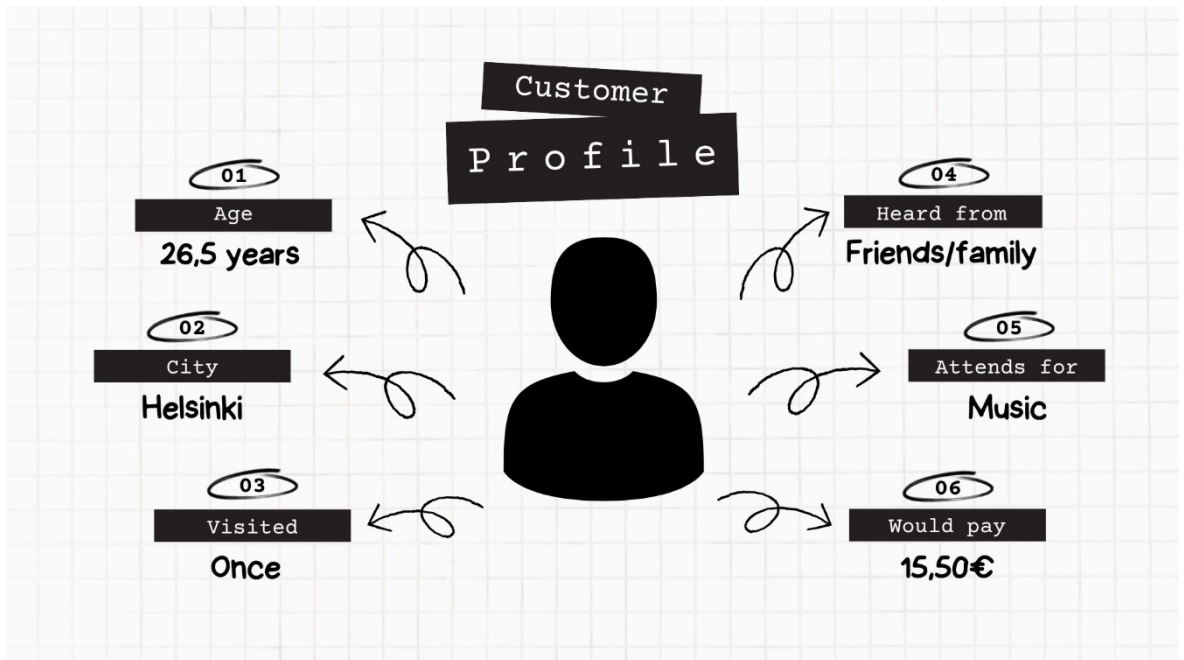 Customer
Profile
01
Age
26,5 years
02
City
Helsinki
03
Visited
Once
04
Heard from
Friends/family
05
Attends for
Music
06
Would pay
15,50€